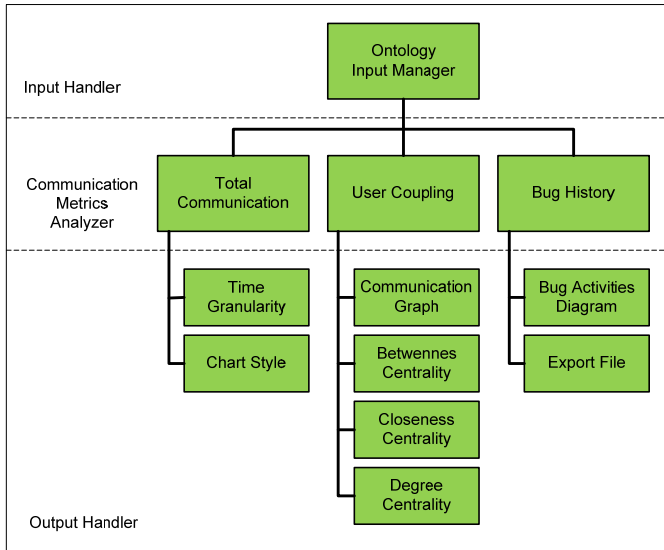 Ontology
Input Manager
Input Handler
Communication
Metrics
Analyzer
Total
Communication
User Coupling
Bug History
Time
Granularity
Chart Style
Communication
Graph
Betwennes
Centrality
Closeness
Centrality
Degree
Centrality
Bug Activities
Diagram
Export File
Output Handler